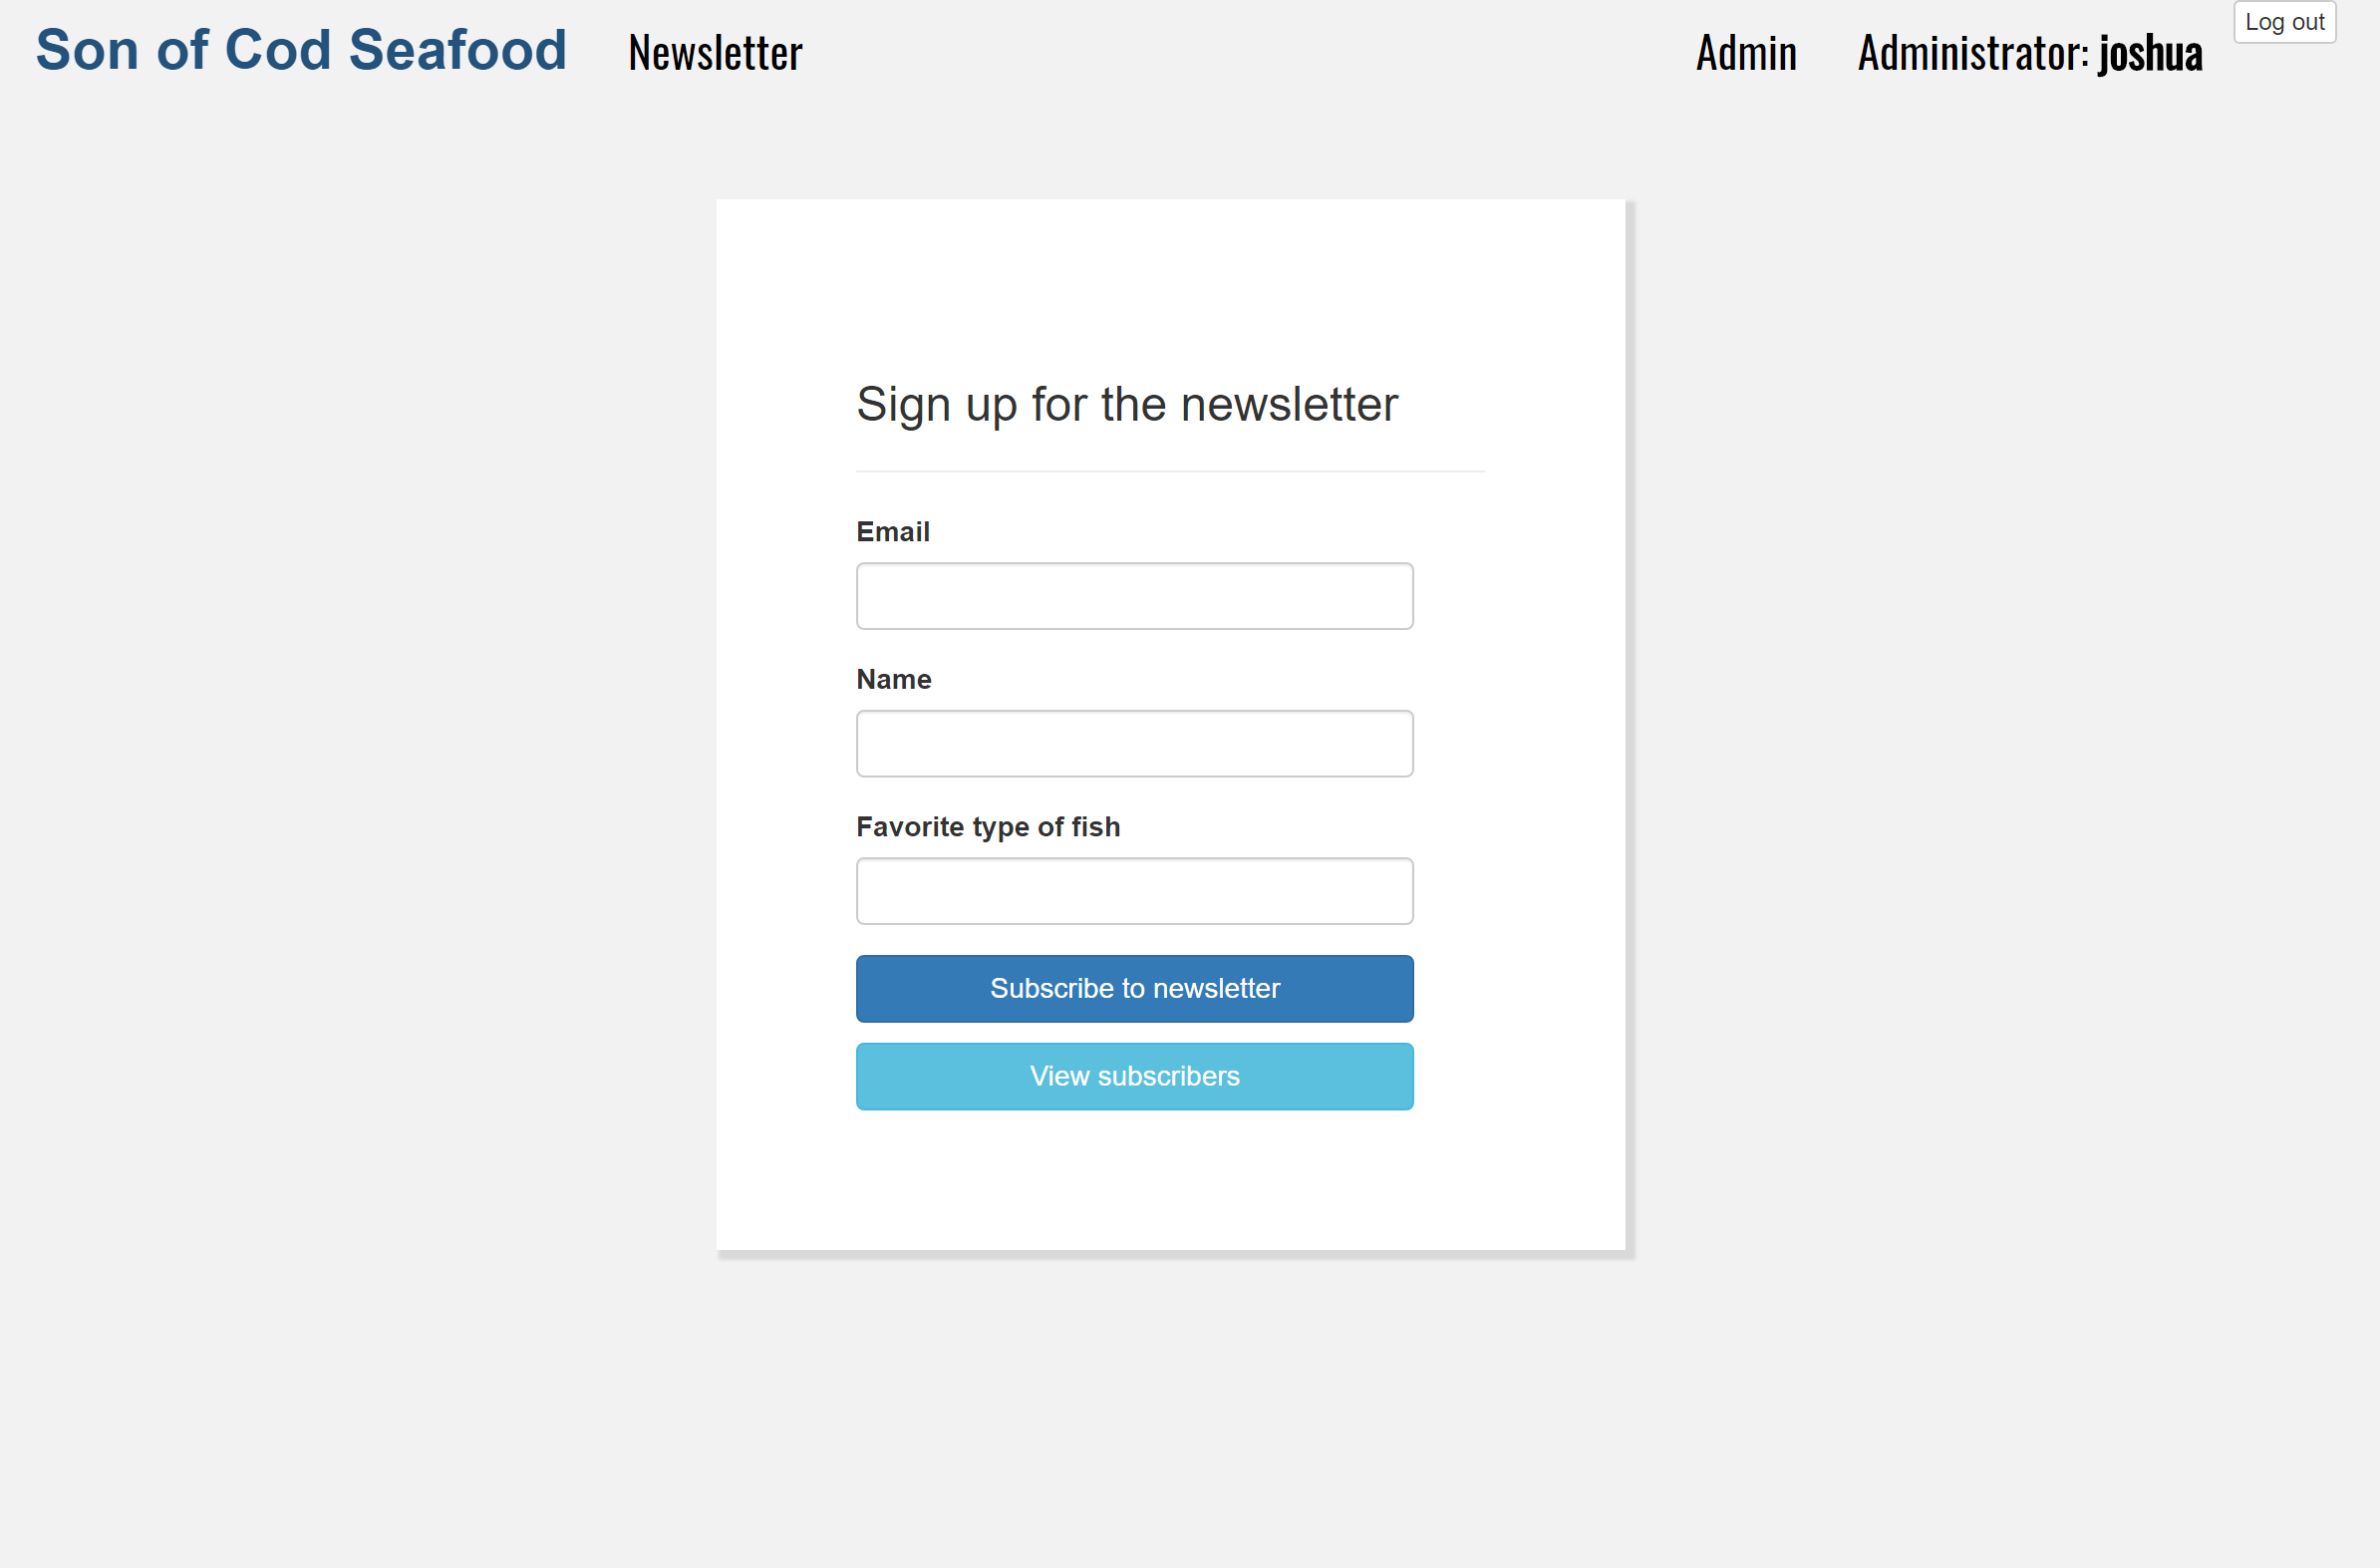 Son of Cod Seafood Newsletter Admin Administrator: joshua Log out
Sign up for the newsletter
Email
Name
Favorite type of fish
Subscribe to newsletter
View subscribers